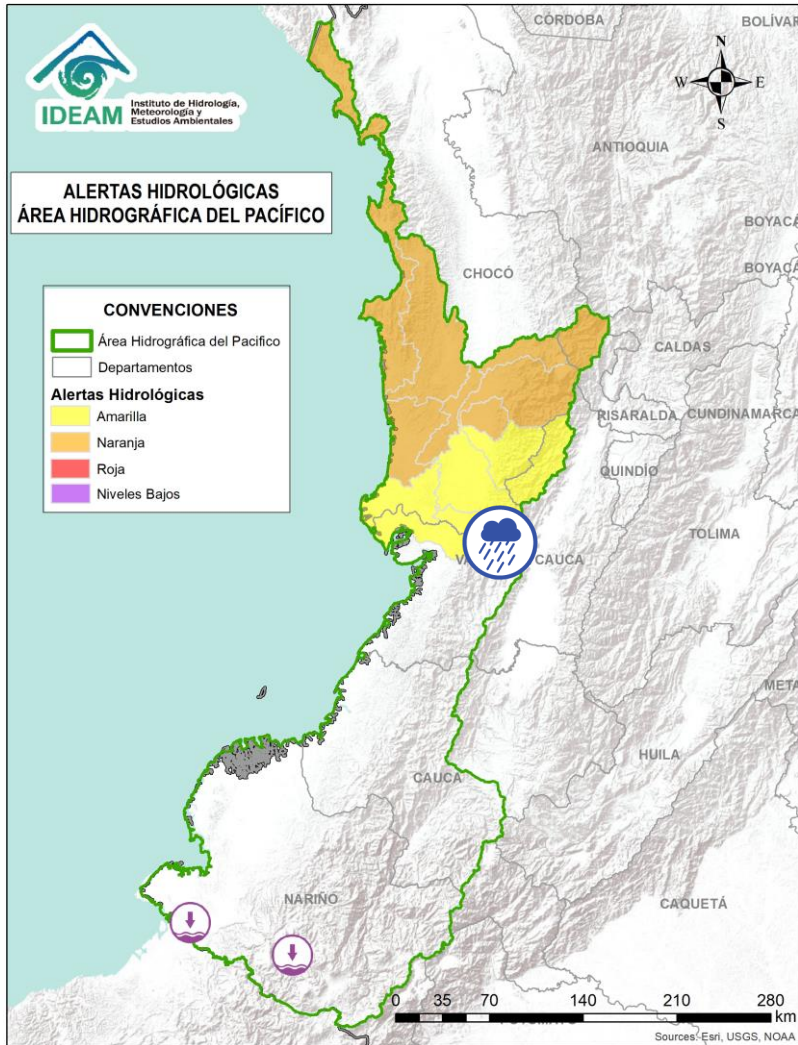 CÓRDOBA
BOLÍVAR
N
W
E
S
IDEAM
Instituto de Hidrología,
Meteorología y
Estudios Ambientales
ANTIOQUIA
ALERTAS HIDROLÓGICAS
ÁREA HIDROGRÁFICA DEL PACÍFICO
BOYACÁ
BOYACÁ
CHOCÓ
CONVENCIONES
Área Hidrográfica del Pacifico
Departamentos
Alertas Hidrológicas
Amarilla
Naranja
Roja
Niveles Bajos
CALDAS
RISARALDA
CUNDINAMARCA
QUINDÍO
TOLIMA
CAUCA
META
HUILA
CAUCA
NARIÑO
CAQUETÁ
0 35 70 140 210 280
km
Sources: Esri, USGS, NOAA